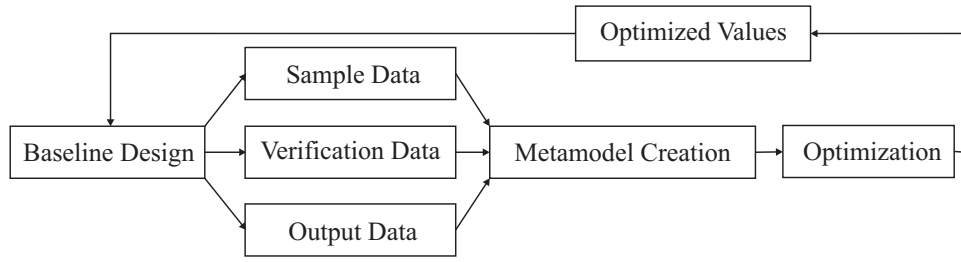 Optimized Values
Sample Data
Baseline Design
Verification Data
Metamodel Creation
Optimization
Output Data